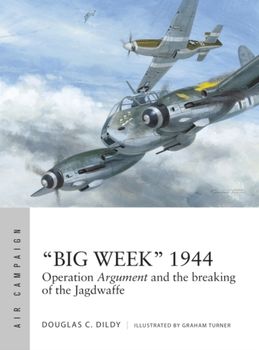 AIR CAMPAIGN
“BIG WEEK” 1944
Operation Argument and the breaking
of the Jagdwaffe
DOUGLAS C. DILDY | ILLUSTRATED BY GRAHAM TURNER